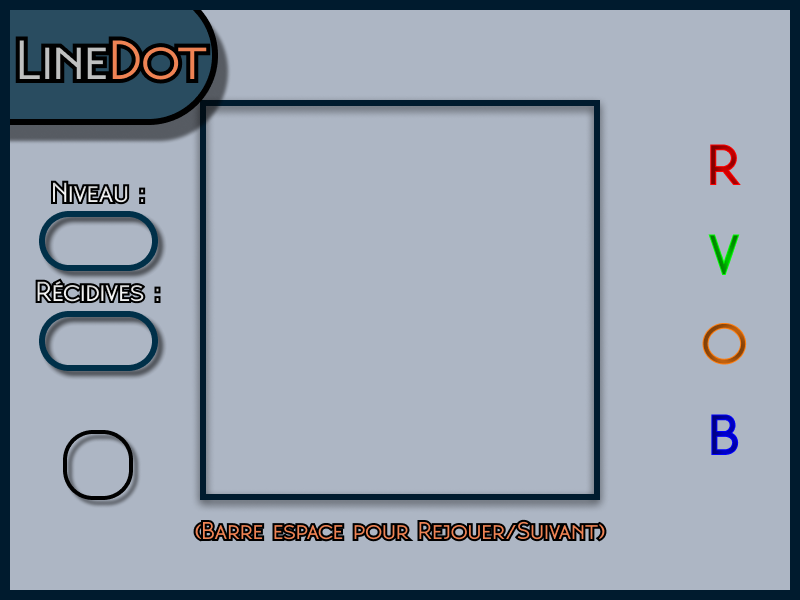 LineDot
Niveau :
Récidives :
R
V
O
B
(Barre espace pour Rejouer/Suivant)